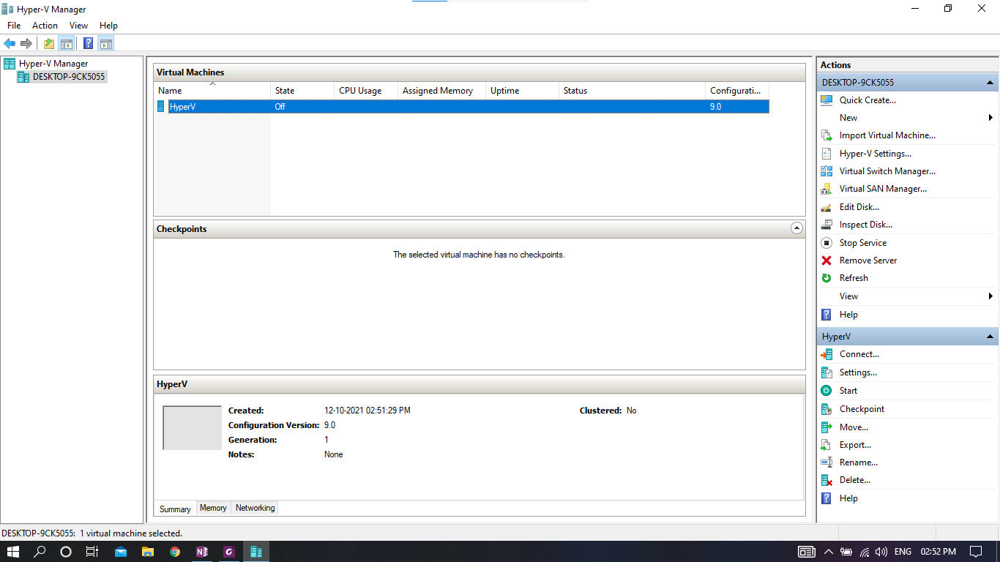 Hyper-V Manager
File Action View Help
Hyper-V Manager
DESKTOP-9CK5055
Virtual Machines
Name State CPU Usage Assigned Memory Uptime Status Configurati...
HyperV Off 9.0
Checkpoints
The selected virtual machine has no checkpoints.
HyperV
Created: 12-10-2021 02:51:29 PM Clustered: No
Configuration Version: 9.0
Generation: 1
Notes: None
Summary Memory Networking
Actions
DESKTOP-9CK5055
Quick Create...
New
Import Virtual Machine...
Hyper-V Settings...
Virtual Switch Manager...
Virtual SAN Manager...
Edit Disk...
Inspect Disk...
Stop Service
Remove Server
Refresh
View
Help
HyperV
Connect...
Settings...
Start
Checkpoint
Move...
Export...
Rename...
Delete...
Help
DESKTOP-9CK5055: 1 virtual machine selected.
ENG 02:52 PM